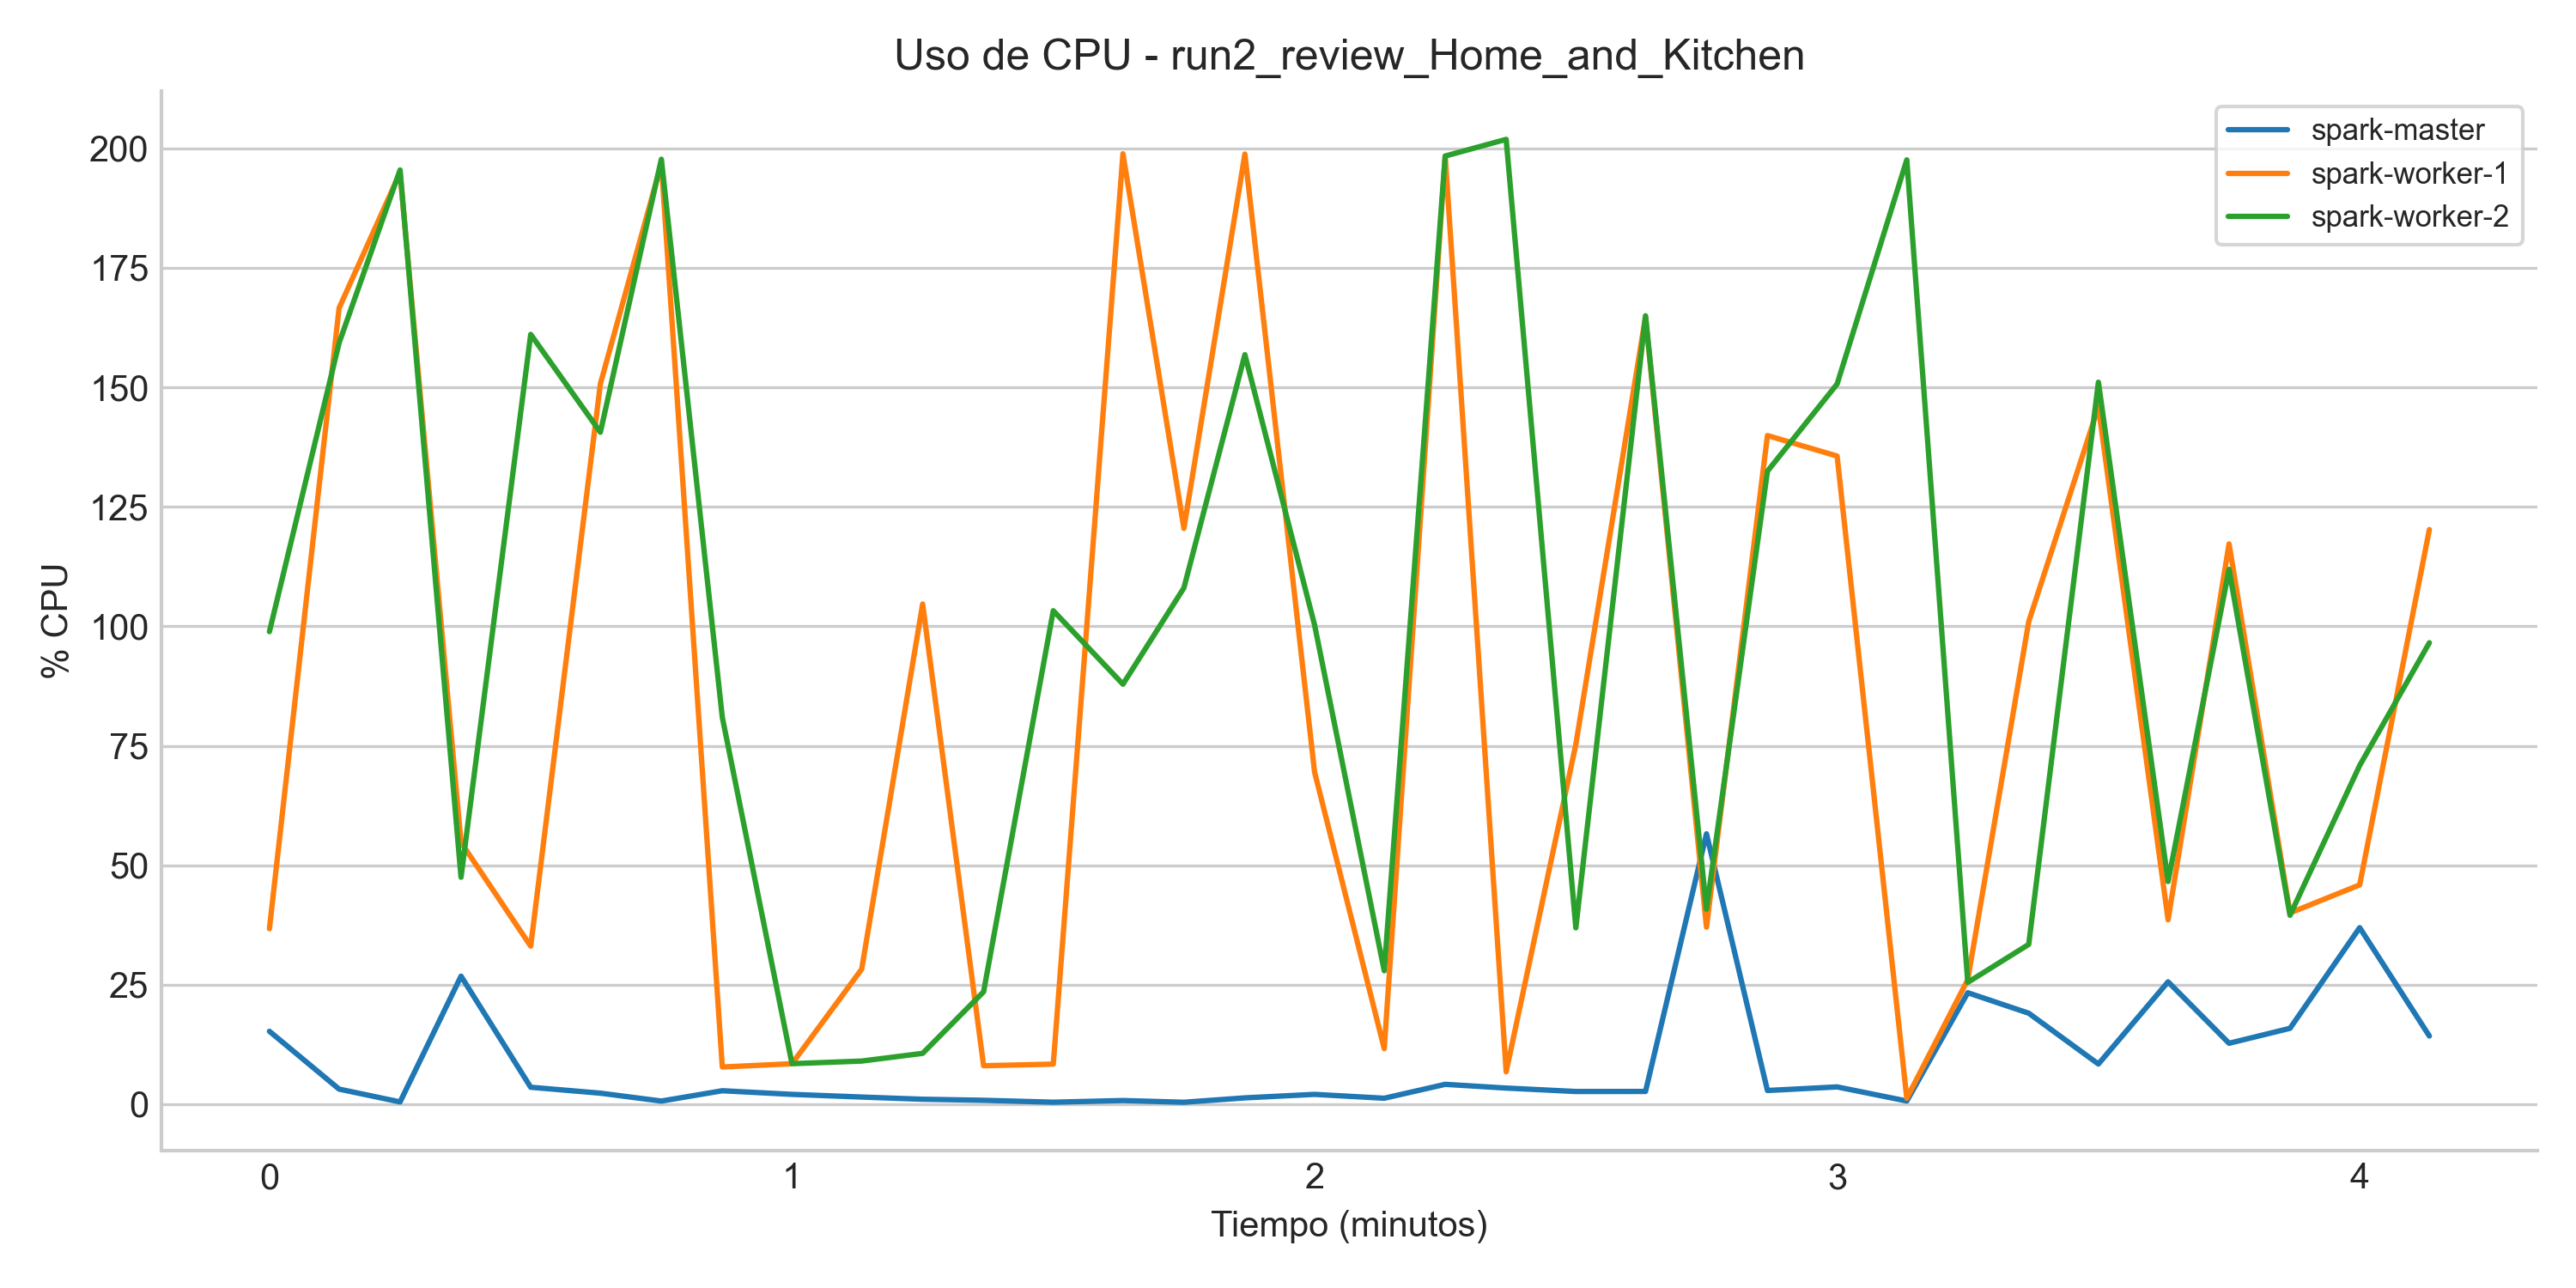 Uso de CPU - run2_review_Home_and_Kitchen
spark-master
spark-worker-1
spark-worker-2
200
175
150
125
100
75
50
25
0
% CPU
0 1 2 3 4
Tiempo (minutos)